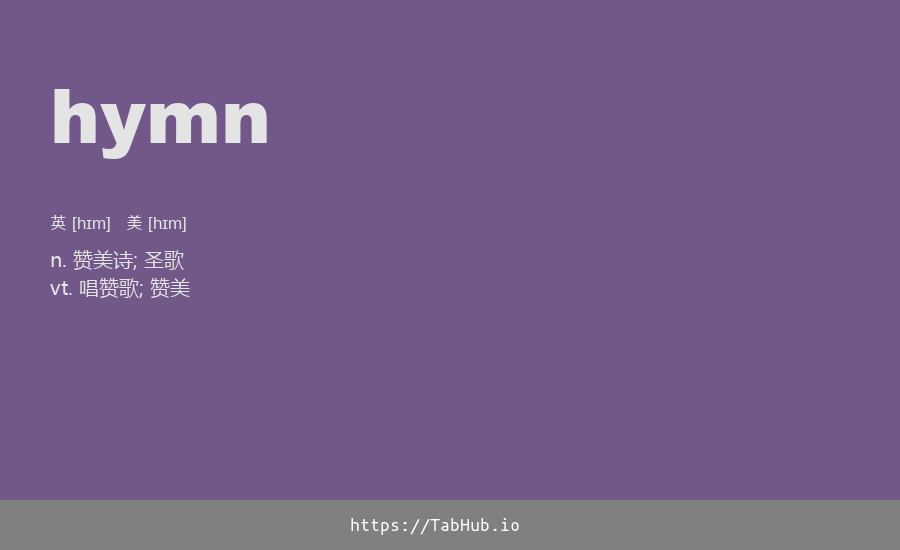 hymn
英 [hɪm] 美 [hɪm]
n. 赞美诗; 圣歌
vt. 唱赞歌; 赞美
https://TabHub.io